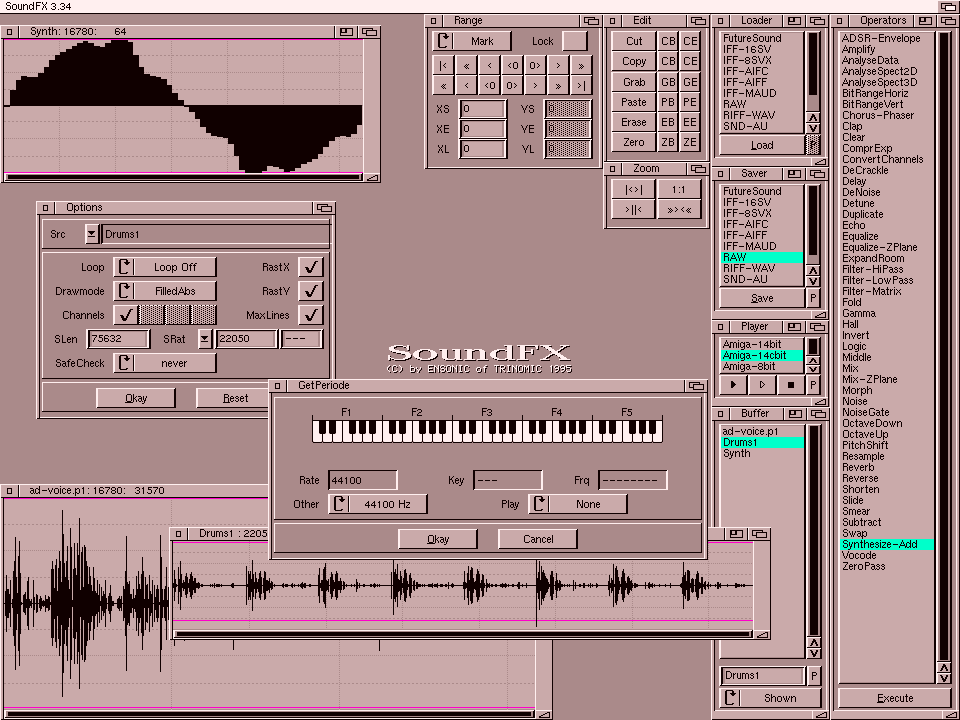 SoundFX 3.34
Synth: 16780: 64
Range
Mark
Lock
|<
«
<
<0
0>
>
»
«
<
<0
0>
>
»
>|
XS 0
YS 0
XE 0
YE 0
XL 0
YL 0
Edit
Cut CB CE
Copy CB CE
Grab GB GE
Paste PB PE
Erase EB EE
Zero ZB ZE
Zoom
|<>|
1:1
>||<
»><«
Loader
FutureSound
IFF-16SV
IFF-8SVX
IFF-AIFC
IFF-AIFF
IFF-MAUD
RAW
RIFF-WAV
SND-AU
Load
P
Saver
FutureSound
IFF-16SV
IFF-8SVX
IFF-AIFC
IFF-AIFF
IFF-MAUD
RAW
RIFF-WAV
SND-AU
Save
P
Player
Amiga-14bit
Amiga-14cbit
Amiga-8bit
P
Buffer
ad-voice.p1
Drums1
Synth
Drums1
P
Shown
Operators
ADSR-Envelope
Amplify
AnalyseData
AnalyseSpect2D
AnalyseSpect3D
BitRangeHoriz
BitRangeVert
Chorus-Phaser
Clap
Clear
ComprExp
ConvertChannels
DeCrackle
Delay
DeNoise
Detune
Duplicate
Echo
Equalize
Equalize-ZPlane
ExpandRoom
Filter-HiPass
Filter-LowPass
Filter-Matrix
Fold
Gamma
Hall
Invert
Logic
Middle
Mix
Mix-ZPlane
Morph
Noise
NoiseGate
OctaveDown
OctaveUp
PitchShift
Resample
Reverb
Reverse
Shorten
Slide
Smear
Subtract
Swap
Synthesize-Add
Vocode
ZeroPass
Execute
Options
Src Drums1
Loop Loop Off
RastX
Drawmode FilledAbs
RastY
Channels
MaxLines
SLen 75632
SRat 22050 ---
SafeCheck never
Okay
Reset
SoundFX
(C) by ENSONIC of TRINOMIC 1995
GetPeriode
F1 F2 F3 F4 F5
Rate 44100
Key ---
Frq --------
Other 44100 Hz
Play None
Okay
Cancel
ad-voice.p1: 16780: 31570
Drums1 : 2205